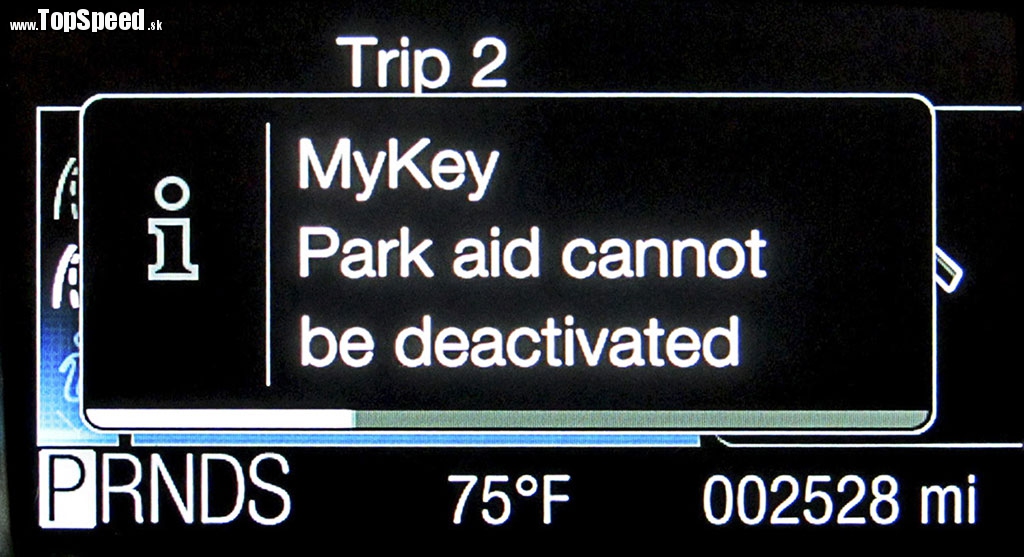 www.TopSpeed.sk
Trip 2
MyKey
Park aid cannot
be deactivated
PRNDS
75°F
002528 mi